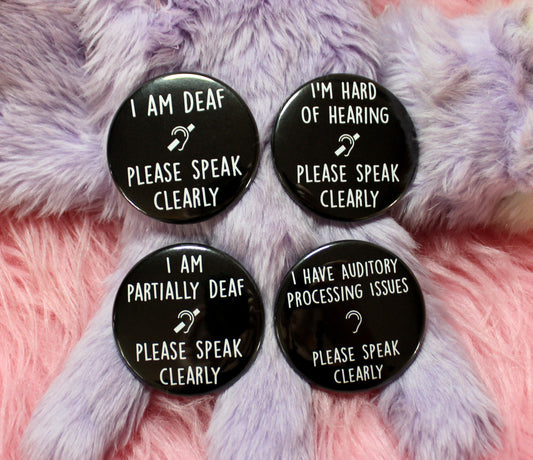 I AM DEAF
PLEASE SPEAK
CLEARLY
I'M HARD
OF HEARING
PLEASE SPEAK
CLEARLY
I AM
PARTIALLY DEAF
PLEASE SPEAK
CLEARLY
I HAVE AUDITORY
PROCESSING ISSUES
PLEASE SPEAK
CLEARLY